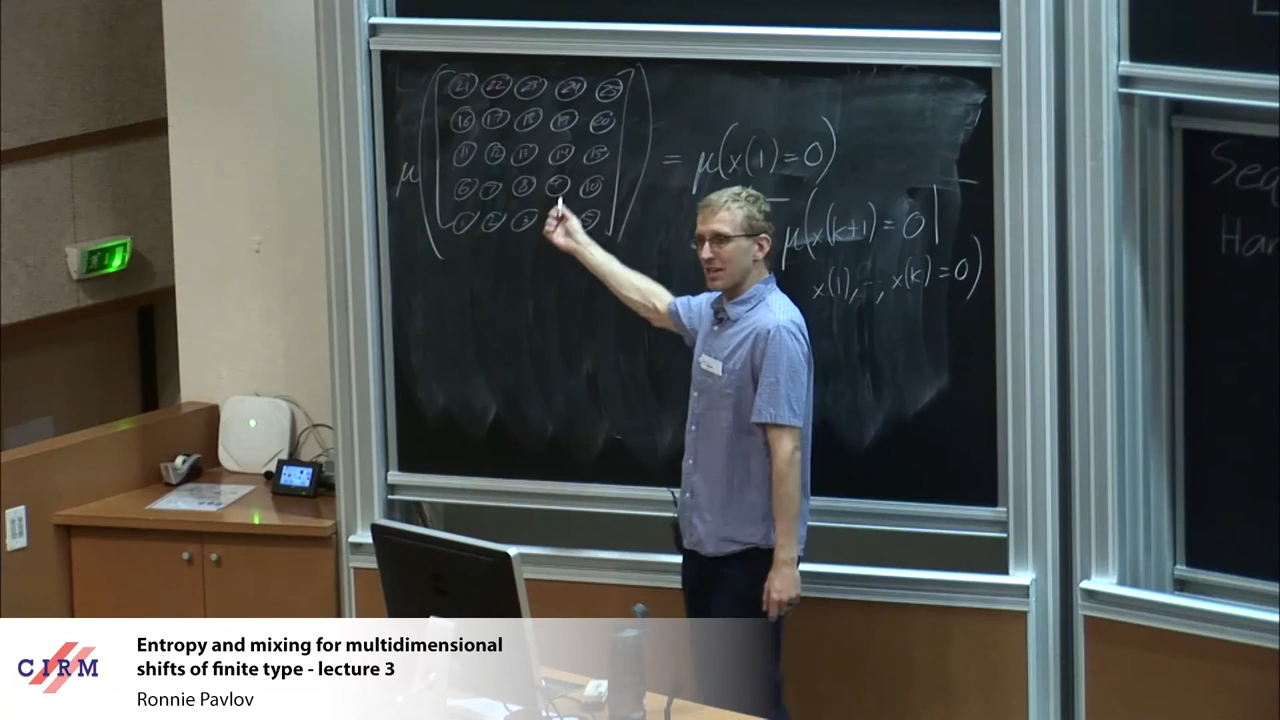 21 22 23 24 25
16 17 18 19 20
11 12 13 14 15
μ 6 7 8 9 10 = μ(x(1)=0)
1 2 3 5
μ(x(k+1)=0|
x(1), ..., x(k)=0)
Seq
Har
CIRM
Entropy and mixing for multidimensional
shifts of finite type - lecture 3
Ronnie Pavlov